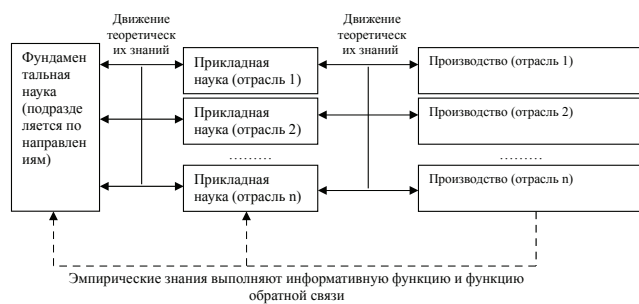 Движение
теоретическ
их знаний
Движение
теоретическ
их знаний
Фундамен
тальная
наука
(подразде
ляется по
направлен
иям)
Прикладная
наука (отрасль 1)
Производство (отрасль 1)
Прикладная
наука (отрасль 2)
Производство (отрасль 2)
………
……
Прикладная
наука (отрасль n)
Производство (отрасль n)
Эмпирические знания выполняют информативную функцию и функцию
обратной связи